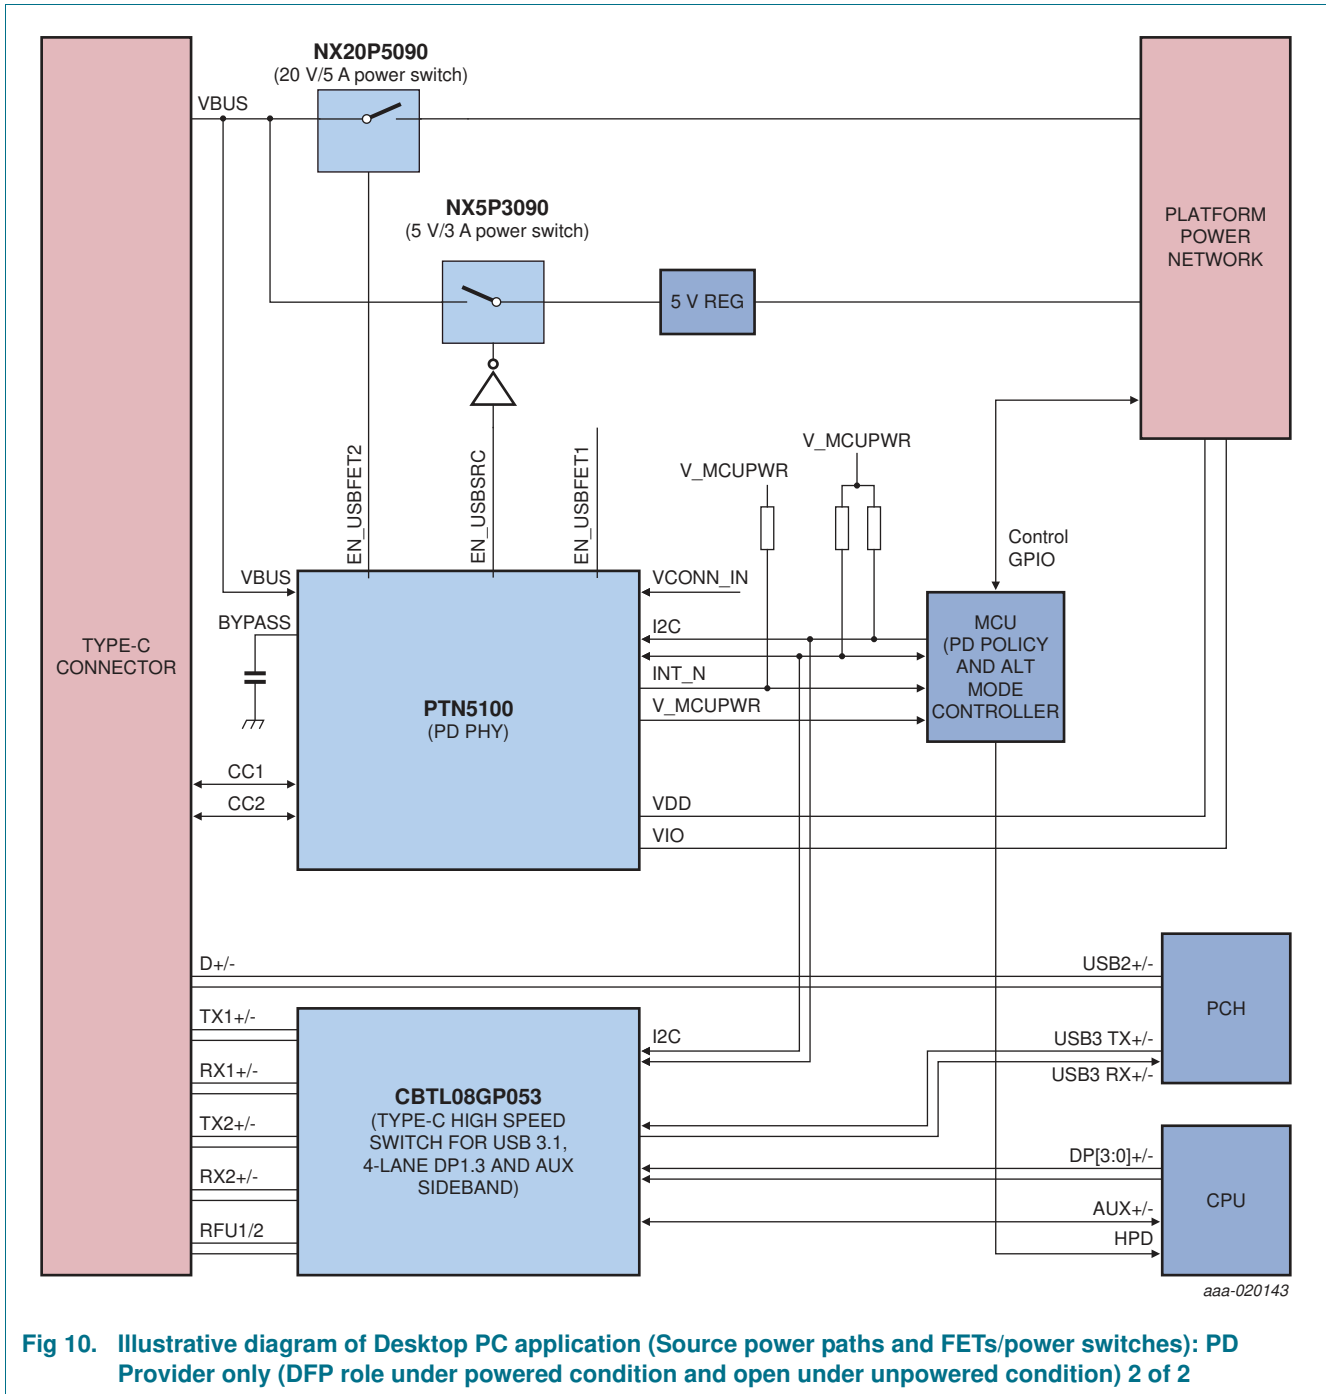 NX20P5090
(20 V/5 A power switch)
VBUS
NX5P3090
(5 V/3 A power switch)
5 V REG
PLATFORM
POWER
NETWORK
EN_USBFET2
EN_USBSRC
EN_USBFET1
V_MCUPWR
V_MCUPWR
Control
GPIO
TYPE-C
CONNECTOR
VBUS
BYPASS
CC1
CC2
PTN5100
(PD PHY)
VCONN_IN
I2C
INT_N
V_MCUPWR
VDD
VIO
MCU
(PD POLICY
AND ALT
MODE
CONTROLLER
D+/-
TX1+/-
RX1+/-
TX2+/-
RX2+/-
RFU1/2
CBTL08GP053
(TYPE-C HIGH SPEED
SWITCH FOR USB 3.1,
4-LANE DP1.3 AND AUX
SIDEBAND)
I2C
USB2+/-
USB3 TX+/-
USB3 RX+/-
PCH
DP[3:0]+/-
AUX+/-
HPD
CPU
aaa-020143
Fig 10. Illustrative diagram of Desktop PC application (Source power paths and FETs/power switches): PD
Provider only (DFP role under powered condition and open under unpowered condition) 2 of 2